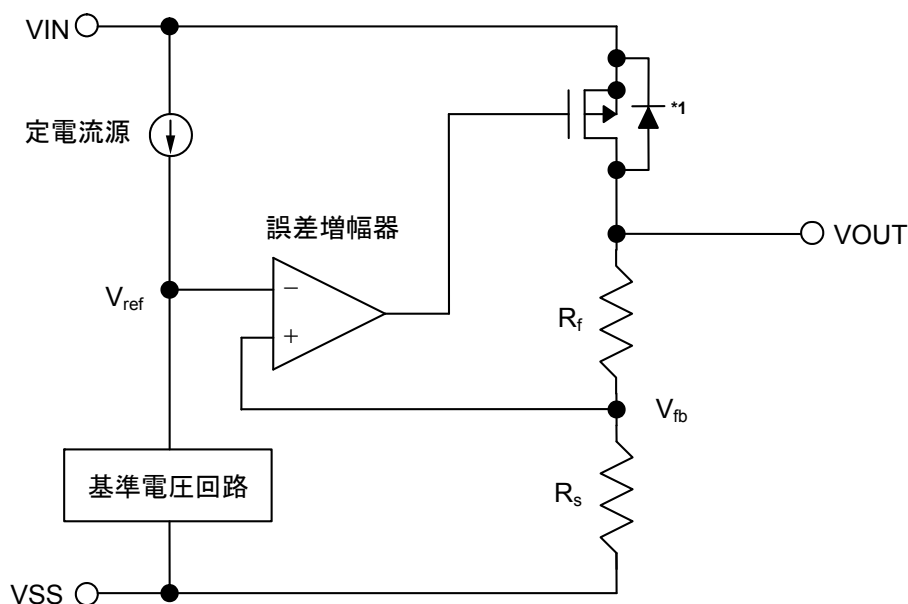 VIN
*1
定電流源
誤差増幅器
VOUT
Vref
−
+
Rf
Vfb
基準電圧回路
Rs
VSS